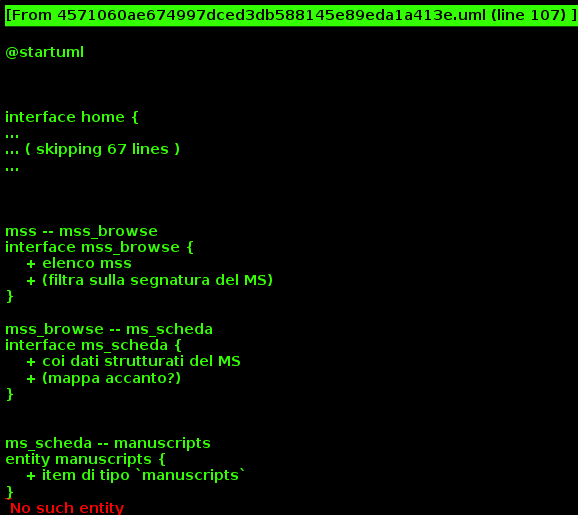 [From 4571060ae674997dced3db588145e89eda1a413e.uml (line 107) ]
@startuml
interface home {
...
... ( skipping 67 lines )
...
mss -- mss_browse
interface mss_browse {
+ elenco mss
+ (filtra sulla segnatura del MS)
}
mss_browse -- ms_scheda
interface ms_scheda {
+ coi dati strutturati del MS
+ (mappa accanto?)
}
ms_scheda -- manuscripts
entity manuscripts {
+ item di tipo `manuscripts`
}
No such entity